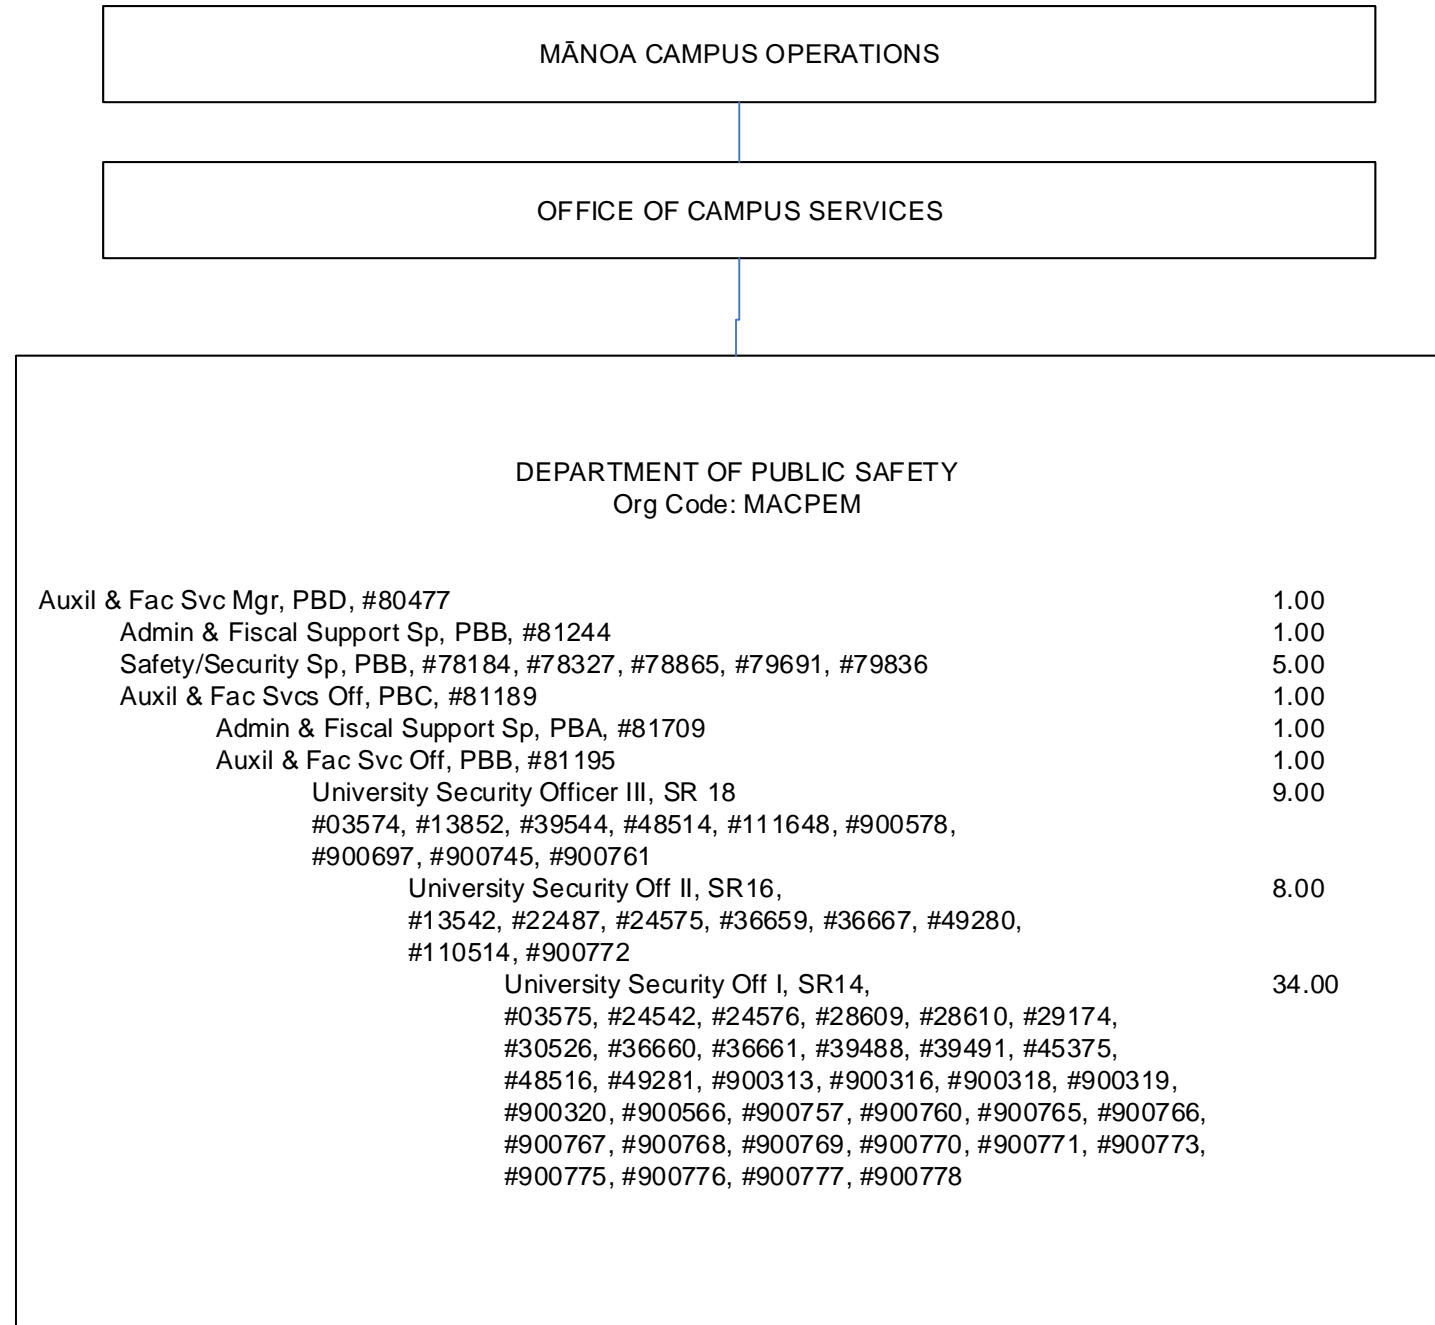 MĀNOA CAMPUS OPERATIONS
OFFICE OF CAMPUS SERVICES
DEPARTMENT OF PUBLIC SAFETY
Org Code: MACPEM
Auxil & Fac Svc Mgr, PBD, #80477 1.00
Admin & Fiscal Support Sp, PBB, #81244 1.00
Safety/Security Sp, PBB, #78184, #78327, #78865, #79691, #79836 5.00
Auxil & Fac Svcs Off, PBC, #81189 1.00
Admin & Fiscal Support Sp, PBA, #81709 1.00
Auxil & Fac Svc Off, PBB, #81195 1.00
University Security Officer III, SR 18 9.00
#03574, #13852, #39544, #48514, #111648, #900578,
#900697, #900745, #900761
University Security Off II, SR16, 8.00
#13542, #22487, #24575, #36659, #36667, #49280,
#110514, #900772
University Security Off I, SR14, 34.00
#03575, #24542, #24576, #28609, #28610, #29174,
#30526, #36660, #36661, #39488, #39491, #45375,
#48516, #49281, #900313, #900316, #900318, #900319,
#900320, #900566, #900757, #900760, #900765, #900766,
#900767, #900768, #900769, #900770, #900771, #900773,
#900775, #900776, #900777, #900778